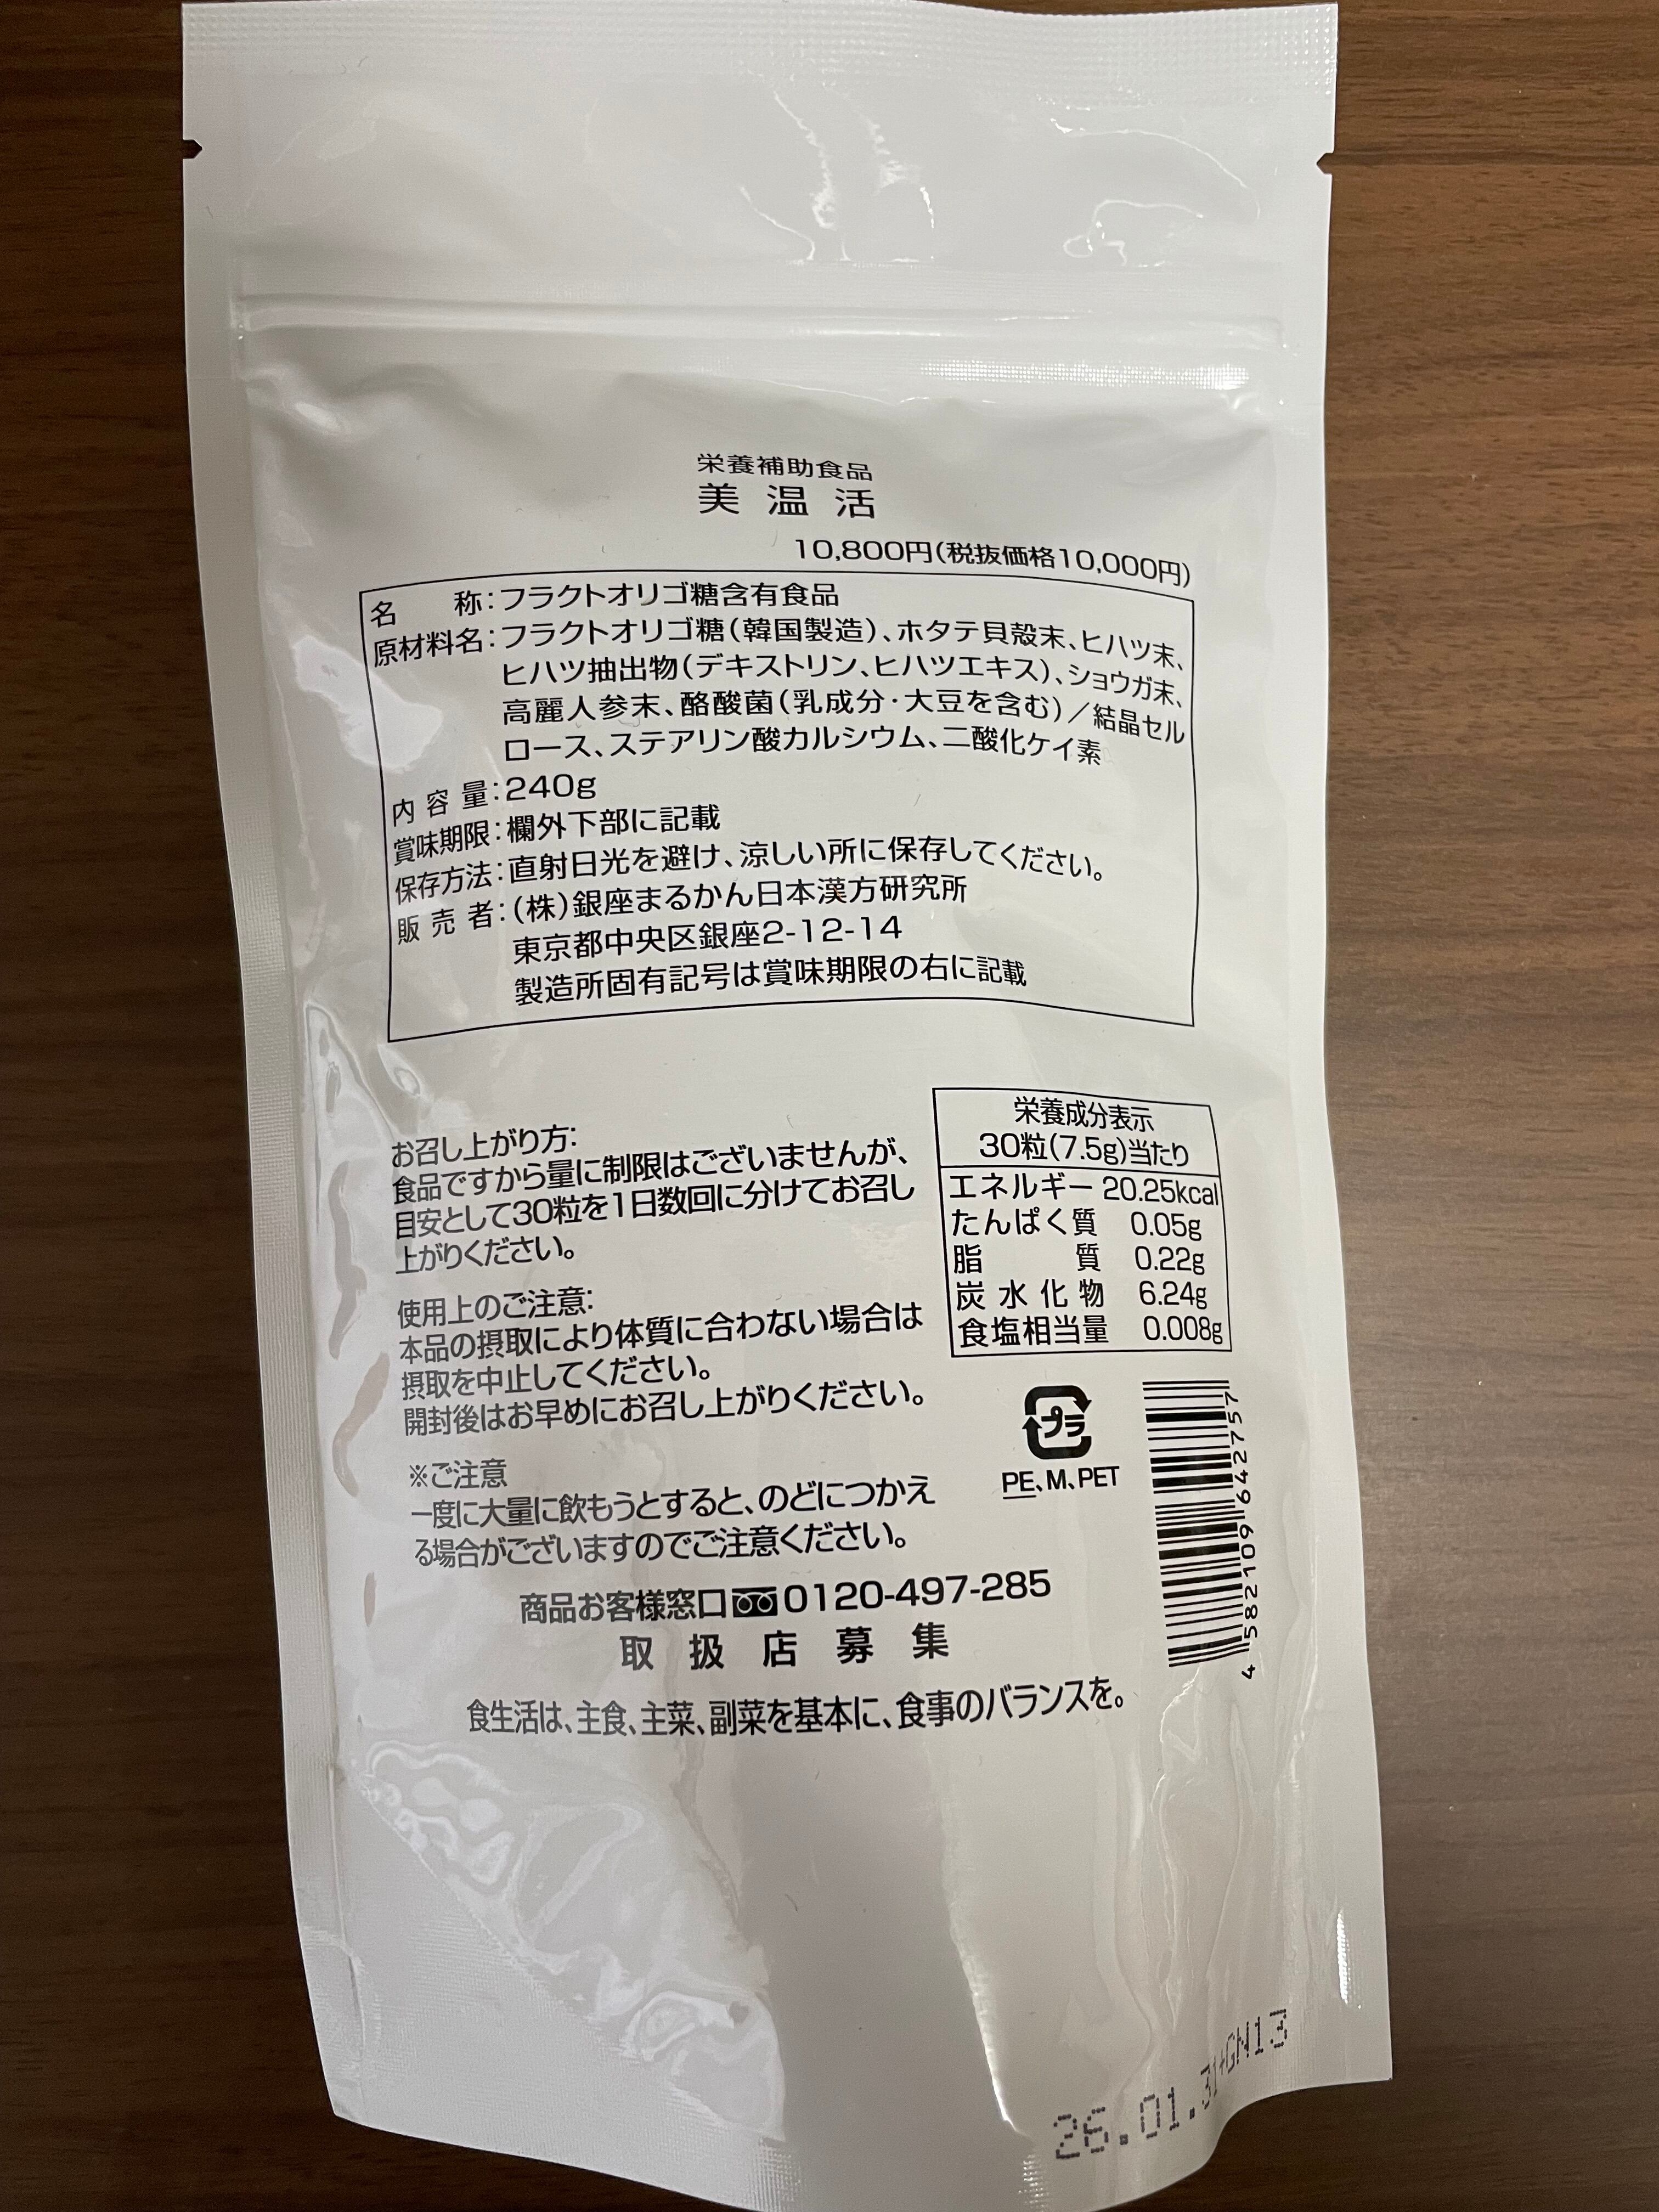 栄養補助食品
美温活
10,800円(税抜価格10,000円)
名称:フラクトオリゴ糖含有食品
原材料名:フラクトオリゴ糖(韓国製造)、ホタテ貝殻末、ヒハツ末、
ヒハツ抽出物(デキストリン、ヒハツエキス)、ショウガ末、
高麗人参末、酪酸菌(乳成分・大豆を含む)/結晶セル
ロース、ステアリン酸カルシウム、二酸化ケイ素
内容量:240g
賞味期限:欄外下部に記載
保存方法:直射日光を避け、涼しい所に保存してください。
販売者:(株)銀座まるかん日本漢方研究所
東京都中央区銀座2-12-14
製造所固有記号は賞味期限の右に記載
お召し上がり方:
食品ですから量に制限はございませんが、
目安として30粒を1日数回に分けてお召し
上がりください。
使用上のご注意:
本品の摂取により体質に合わない場合は
摂取を中止してください。
開封後はお早めにお召し上がりください。
※ご注意
一度に大量に飲もうとすると、のどにつかえ
る場合がございますのでご注意ください。
栄養成分表示
30粒(7.5g)当たり
エネルギー 20.25kcal
たんぱく質 0.05g
脂質 0.22g
炭水化物 6.24g
食塩相当量 0.008g
プラ
PE、M、PET
4 582109 642757
商品お客様窓口 0120-497-285
取扱店募集
食生活は、主食、主菜、副菜を基本に、食事のバランスを。
26.01.31+GN13